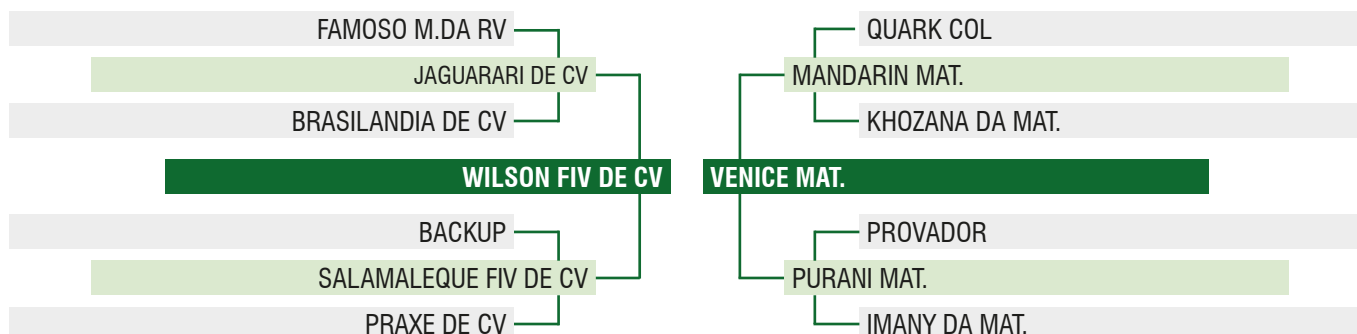 FAMOSO M.DA RV
JAGUARARI DE CV
BRASILANDIA DE CV
WILSON FIV DE CV
BACKUP
SALAMALEQUE FIV DE CV
PRAXE DE CV
QUARK COL
MANDARIN MAT.
KHOZANA DA MAT.
VENICE MAT.
PROVADOR
PURANI MAT.
IMANY DA MAT.